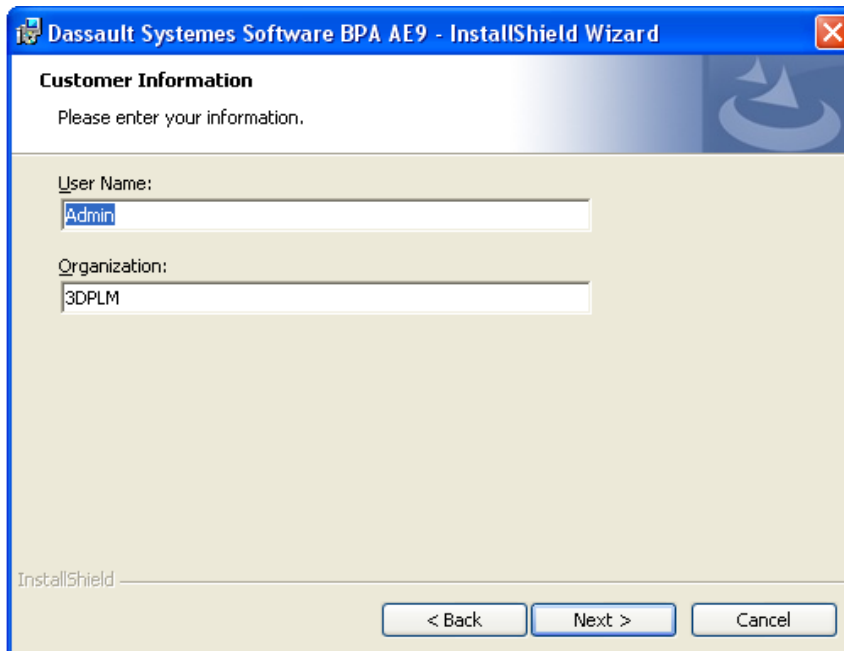 Dassault Systemes Software BPA AE9 - InstallShield Wizard
Customer Information
Please enter your information.
User Name:
Admin
Organization:
3DPLM
InstallShield
< Back Next > Cancel